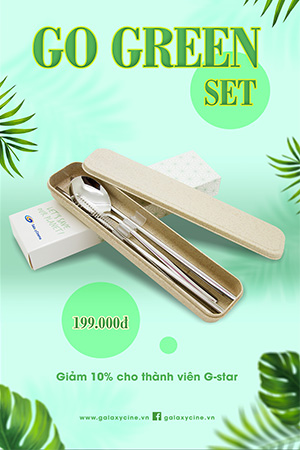 GO GREEN
SET
199.000đ
Giảm 10% cho thành viên G-star
www.galaxycine.vn galaxycine.vn